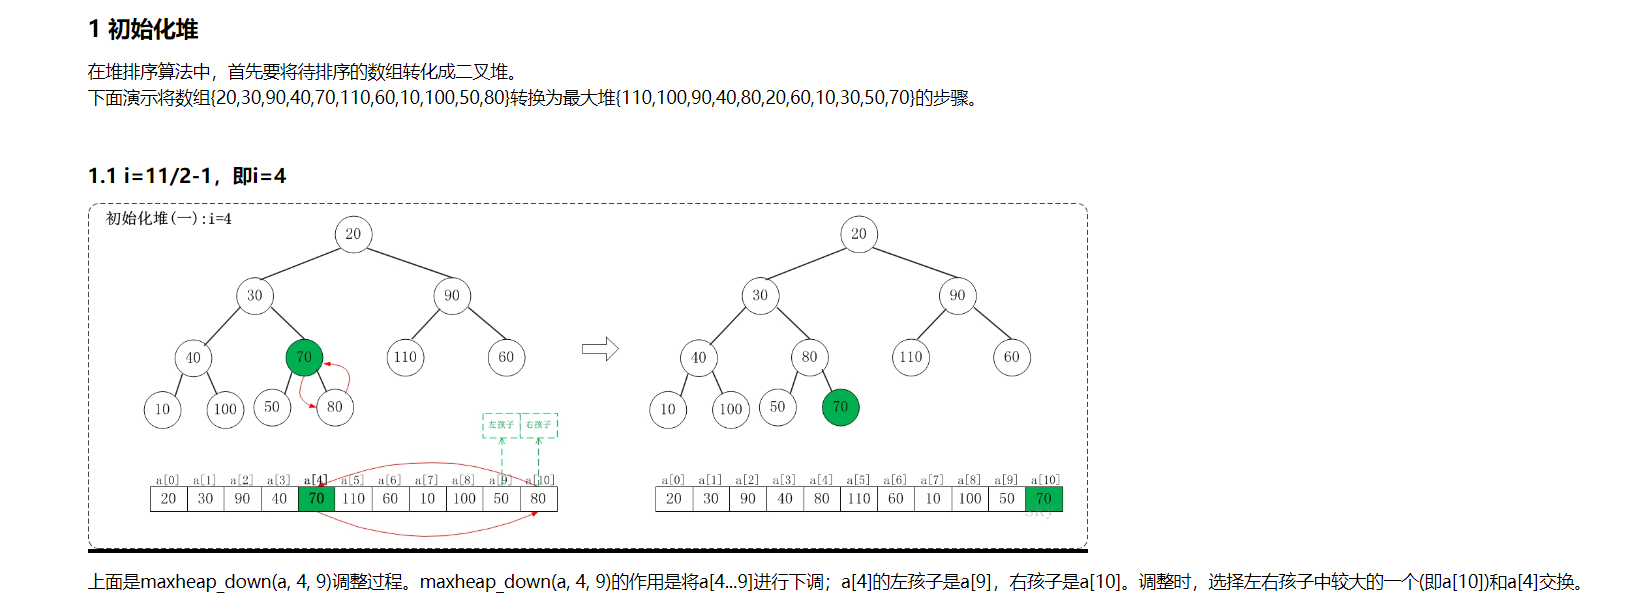 1 初始化堆
在堆排序算法中，首先要将待排序的数组转化成二叉堆。
下面演示将数组{20,30,90,40,70,110,60,10,100,50,80}转换为最大堆{110,100,90,40,80,20,60,10,30,50,70}的步骤。
1.1 i=11/2-1，即i=4
初始化堆(一):i=4
20
30 90
40 70 110 60
10 100 50 80
左孩子 右孩子
a[0] a[1] a[2] a[3] a[4] a[5] a[6] a[7] a[8] a[9] a[10]
20 30 90 40 70 110 60 10 100 50 80
20
30 90
40 80 110 60
10 100 50 70
a[0] a[1] a[2] a[3] a[4] a[5] a[6] a[7] a[8] a[9] a[10]
20 30 90 40 80 110 60 10 100 50 70
上面是maxheap_down(a, 4, 9)调整过程。maxheap_down(a, 4, 9)的作用是将a[4...9]进行下调；a[4]的左孩子是a[9]，右孩子是a[10]。调整时，选择左右孩子中较大的一个(即a[10])和a[4]交换。